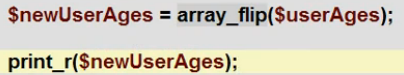 $newUserAges = array_flip($userAges);
print_r($newUserAges);